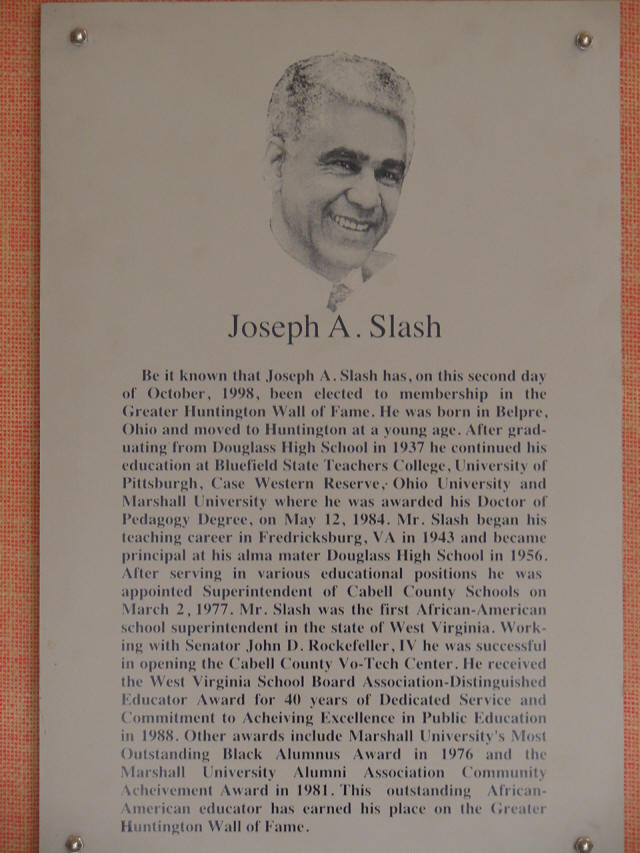 Joseph A. Slash
Be it known that Joseph A. Slash has, on this second day
of October, 1998, been elected to membership in the
Greater Huntington Wall of Fame. He was born in Belpre,
Ohio and moved to Huntington at a young age. After grad-
uating from Douglass High School in 1937 he continued his
education at Bluefield State Teachers College, University of
Pittsburgh, Case Western Reserve, Ohio University and
Marshall University where he was awarded his Doctor of
Pedagogy Degree, on May 12, 1984. Mr. Slash began his
teaching career in Fredricksburg, VA in 1943 and became
principal at his alma mater Douglass High School in 1956.
After serving in various educational positions he was
appointed Superintendent of Cabell County Schools on
March 2, 1977. Mr. Slash was the first African-American
school superintendent in the state of West Virginia. Work-
ing with Senator John D. Rockefeller, IV he was successful
in opening the Cabell County Vo-Tech Center. He received
the West Virginia School Board Association-Distinguished
Educator Award for 40 years of Dedicated Service and
Commitment to Acheiving Excellence in Public Education
in 1988. Other awards include Marshall University's Most
Outstanding Black Alumnus Award in 1976 and the
Marshall University Alumni Association Community
Acheivement Award in 1981. This outstanding African-
American educator has earned his place on the Greater
Huntington Wall of Fame.